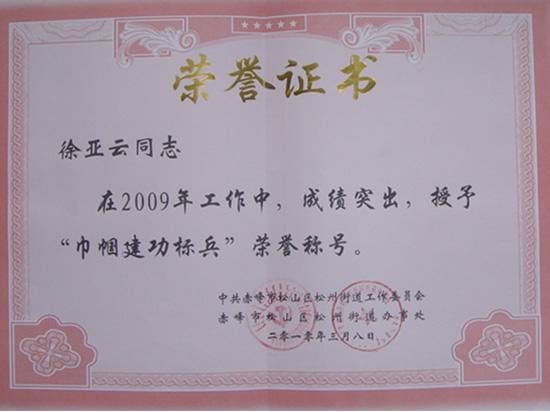 荣誉证书
徐亚云同志
在2009年工作中，成绩突出，授予
“巾帼建功标兵”荣誉称号。
中共赤峰市松山区松州街道工作委员会
赤峰市松山区松州街道办事处
二零一零年三月八日